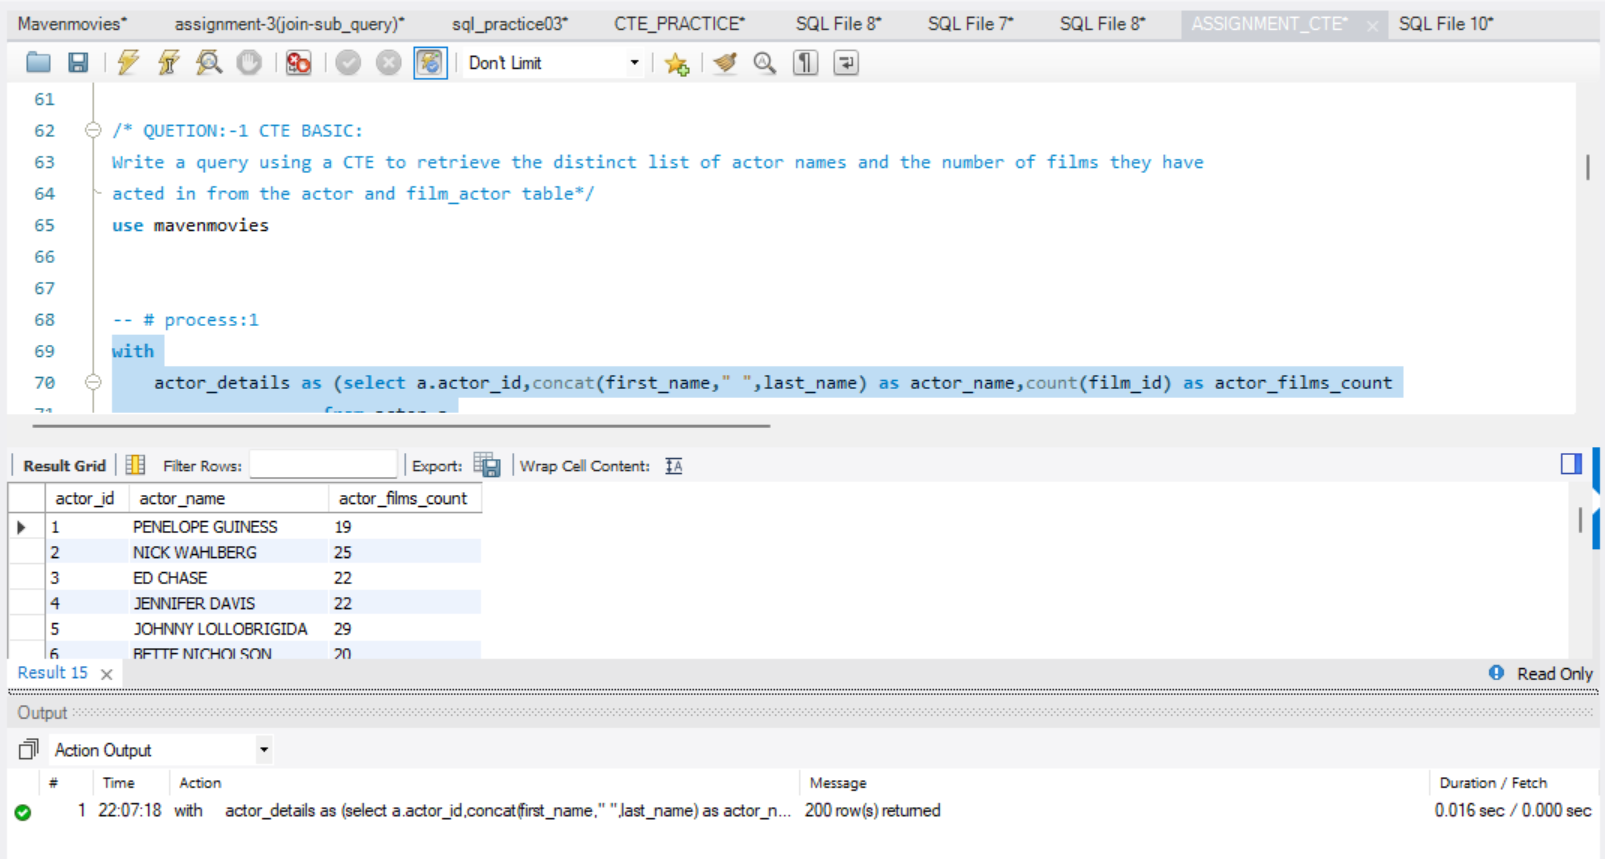 Mavenmovies* assignment-3(join-sub_query)* sql_practice03* CTE_PRACTICE* SQL File 8* SQL File 7* SQL File 8* ASSIGNMENT_CTE* SQL File 10*
Don't Limit
61
62 /* QUETION:-1 CTE BASIC:
63 Write a query using a CTE to retrieve the distinct list of actor names and the number of films they have
64 acted in from the actor and film_actor table*/
65 use mavenmovies
66
67
68 -- # process:1
69 with
70 actor_details as (select a.actor_id,concat(first_name," ",last_name) as actor_name,count(film_id) as actor_films_count
71 from actor a
Result Grid Filter Rows: Export: Wrap Cell Content:
actor_id actor_name actor_films_count
1 PENELOPE GUINESS 19
2 NICK WAHLBERG 25
3 ED CHASE 22
4 JENNIFER DAVIS 22
5 JOHNNY LOLLOBRIGIDA 29
6 BETTE NICHOLSON 20
Result 15 Read Only
Output
Action Output
# Time Action Message Duration / Fetch
1 22:07:18 with actor_details as (select a.actor_id,concat(first_name," ",last_name) as actor_n... 200 row(s) returned 0.016 sec / 0.000 sec